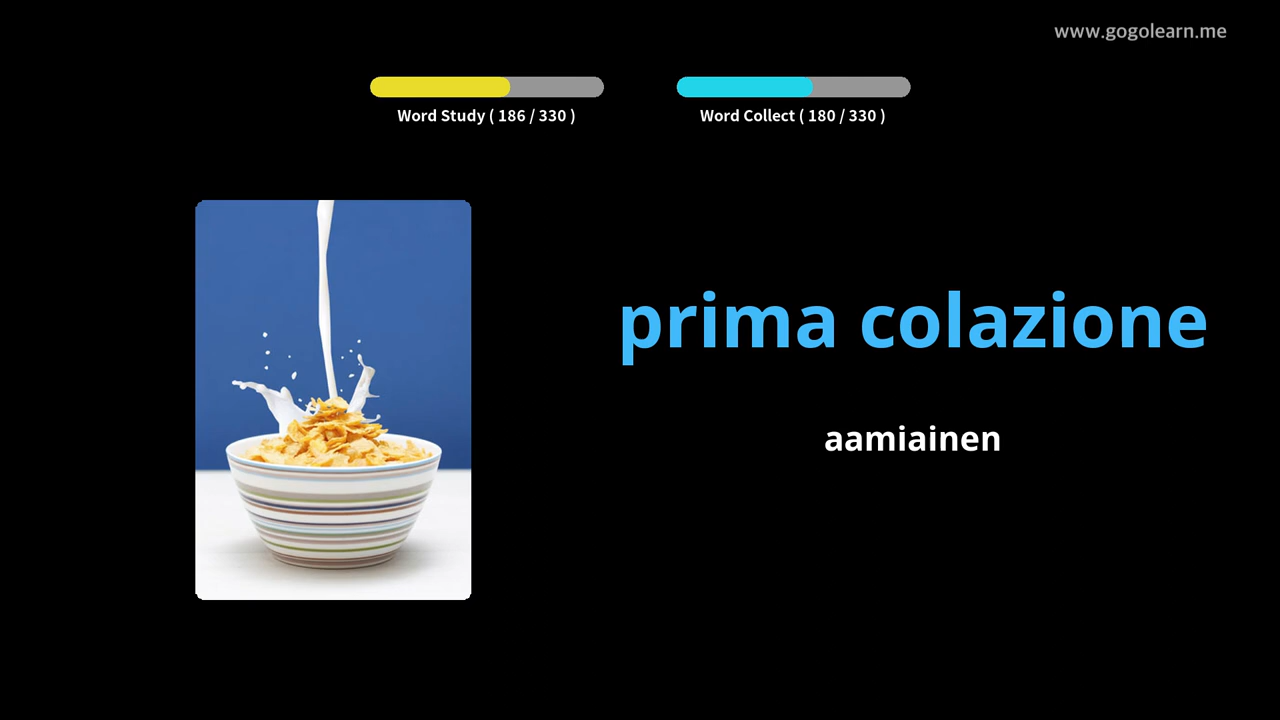 www.gogolearn.me
Word Study ( 186 / 330 )
Word Collect ( 180 / 330 )
prima colazione
aamiainen